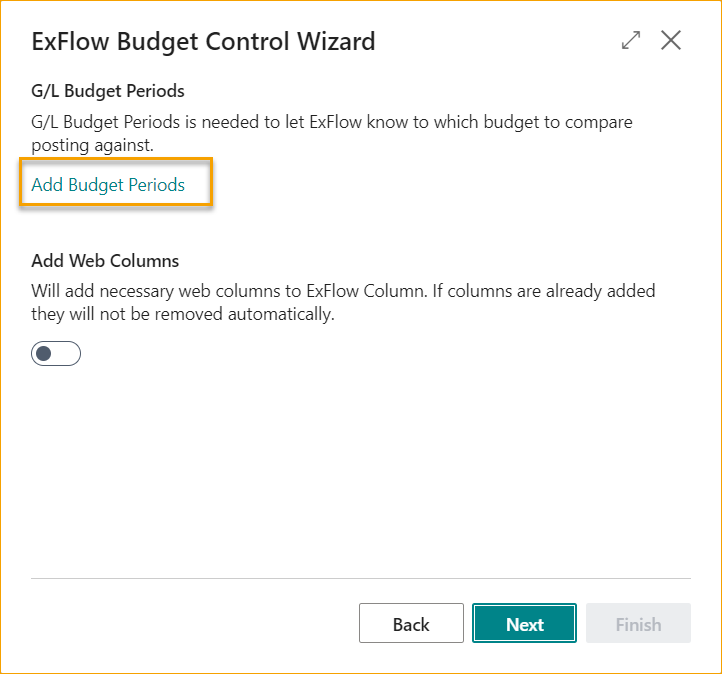 ExFlow Budget Control Wizard
G/L Budget Periods
G/L Budget Periods is needed to let ExFlow know to which budget to compare
posting against.
Add Budget Periods
Add Web Columns
Will add necessary web columns to ExFlow Column. If columns are already added
they will not be removed automatically.
Back
Next
Finish